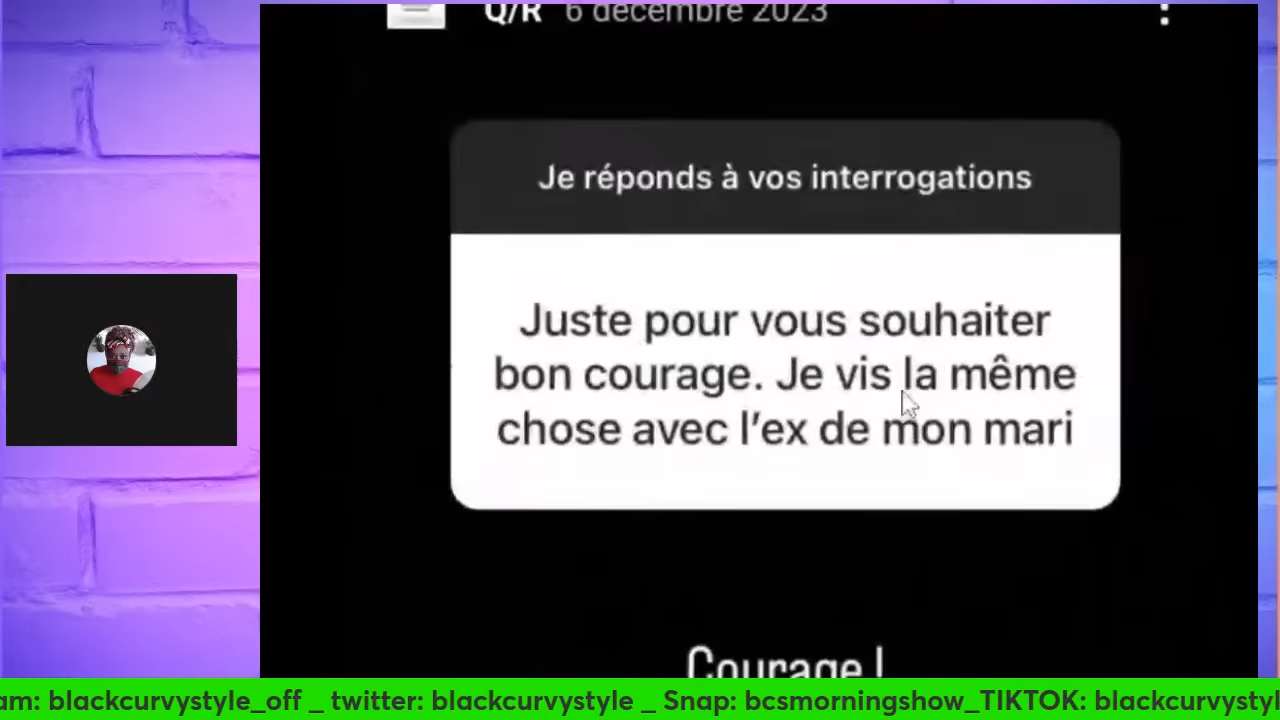 Q/R 6 décembre 2023
Je réponds à vos interrogations
Juste pour vous souhaiter
bon courage. Je vis la même
chose avec l'ex de mon mari
Courage !
am: blackcurvystyle_off _ twitter: blackcurvystyle _ Snap: bcsmorningshow_TIKTOK: blackcurvystyl